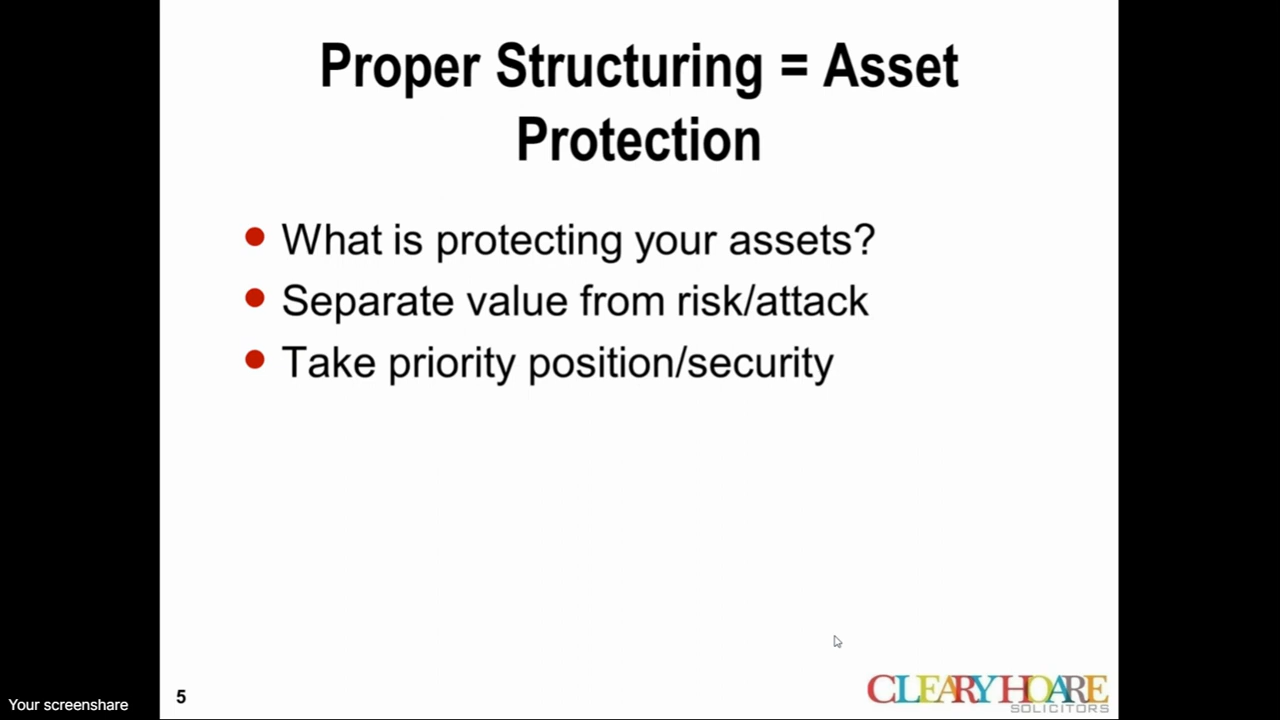 Proper Structuring = Asset
Protection
What is protecting your assets?
Separate value from risk/attack
Take priority position/security
Your screenshare
5
CLEARY HOARE
SOLICITORS